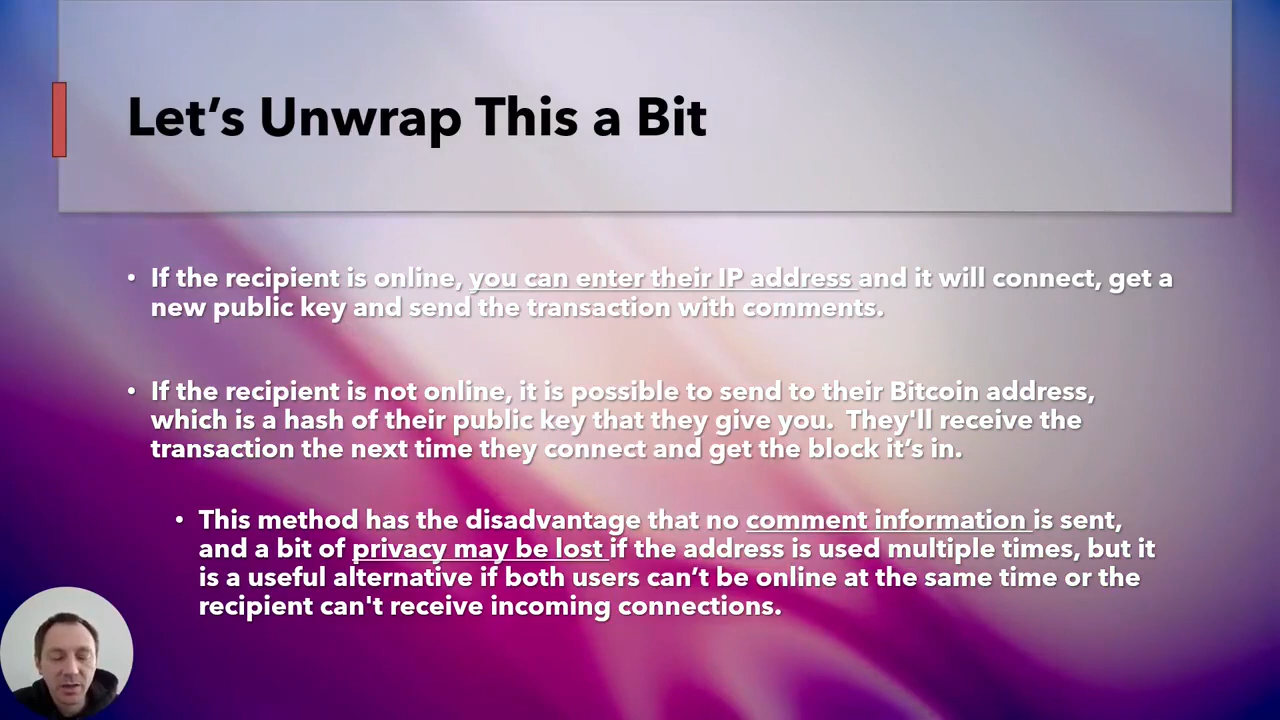 Let’s Unwrap This a Bit
• If the recipient is online, you can enter their IP address and it will connect, get a
new public key and send the transaction with comments.
• If the recipient is not online, it is possible to send to their Bitcoin address,
which is a hash of their public key that they give you.  They'll receive the
transaction the next time they connect and get the block it’s in.
• This method has the disadvantage that no comment information is sent,
and a bit of privacy may be lost if the address is used multiple times, but it
is a useful alternative if both users can’t be online at the same time or the
recipient can't receive incoming connections.